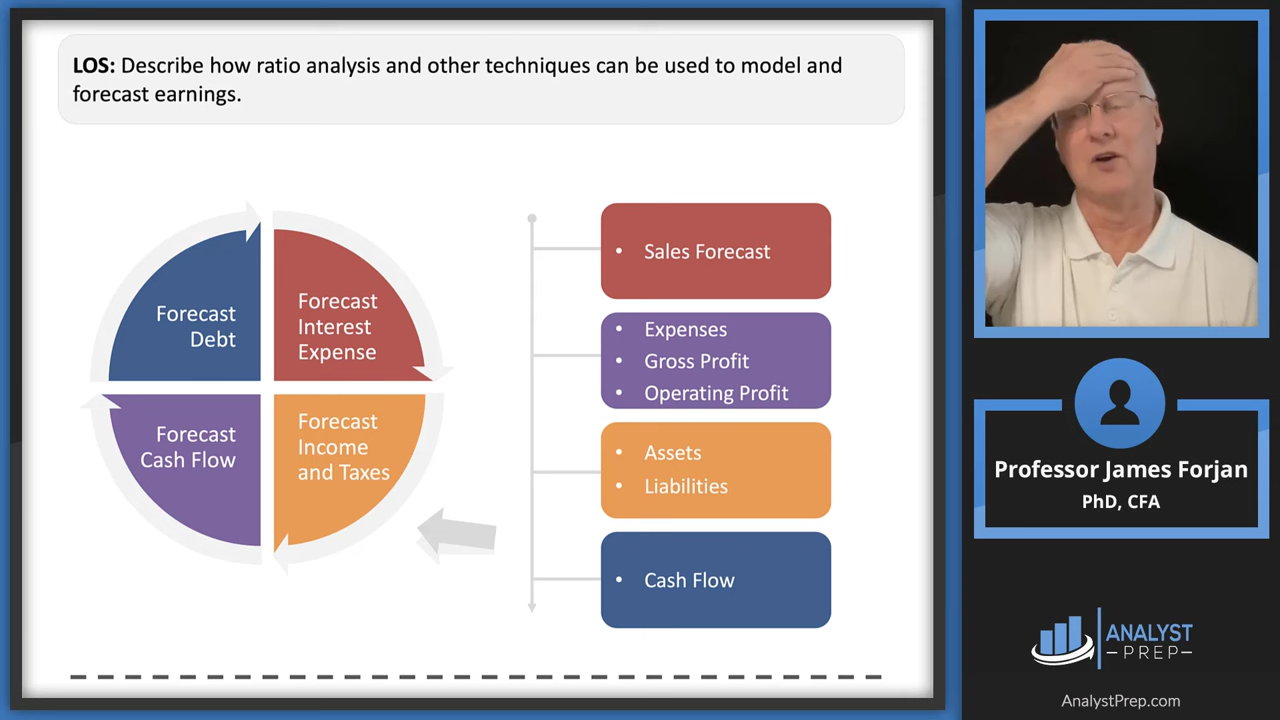 LOS: Describe how ratio analysis and other techniques can be used to model and
forecast earnings.
Forecast
Debt
Forecast
Interest
Expense
Forecast
Cash Flow
Forecast
Income
and Taxes
• Sales Forecast
• Expenses
• Gross Profit
• Operating Profit
• Assets
• Liabilities
• Cash Flow
Professor James Forjan
PhD, CFA
ANALYST
PREP
AnalystPrep.com